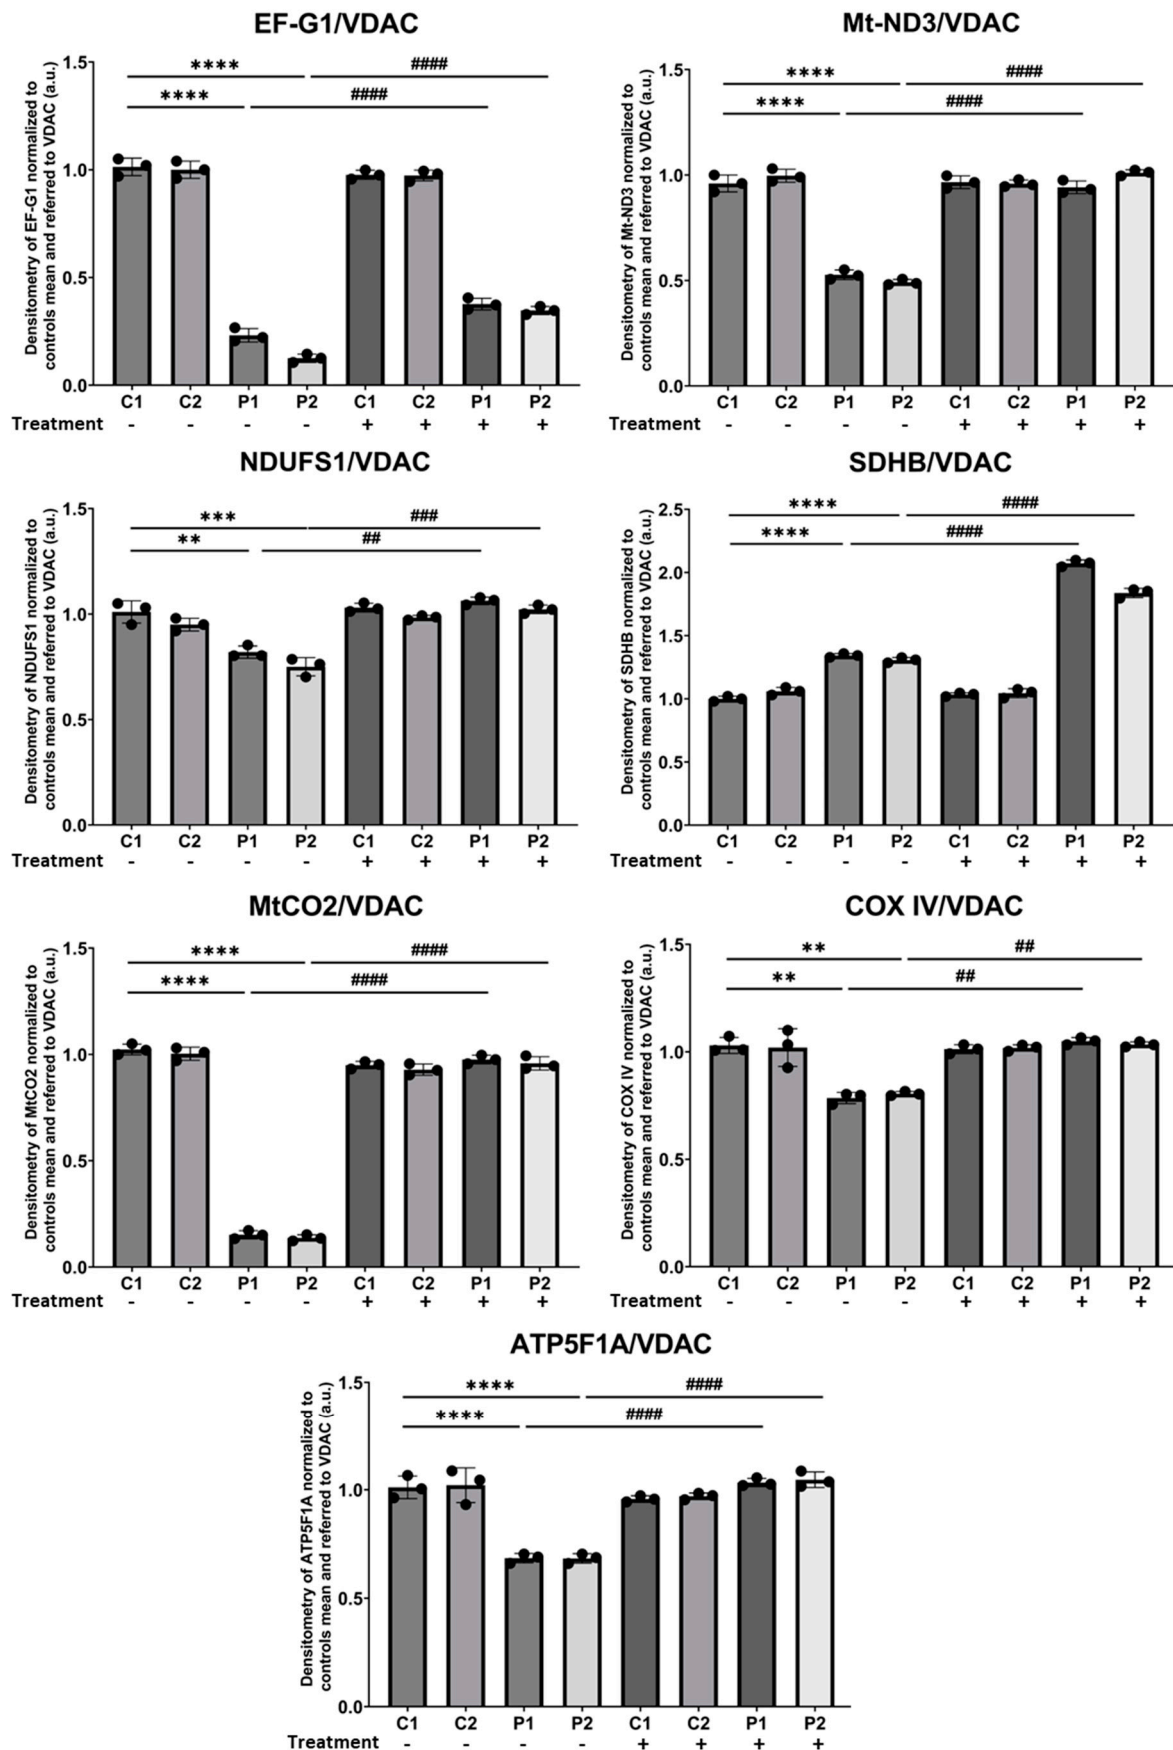 EF-G1/VDAC
Densitometry of EF-G1 normalized to
controls mean and referred to VDAC (a.u.)
1.5
1.0
0.5
0.0
**** ####
**** ####
C1 C2 P1 P2 C1 C2 P1 P2
Treatment - - - - + + + +
Mt-ND3/VDAC
Densitometry of Mt-ND3 normalized to
controls mean and referred to VDAC (a.u.)
1.5
1.0
0.5
0.0
**** ####
**** ####
C1 C2 P1 P2 C1 C2 P1 P2
Treatment - - - - + + + +
NDUFS1/VDAC
Densitometry of NDUFS1 normalized to
controls mean and referred to VDAC (a.u.)
1.5
1.0
0.5
0.0
*** ###
** ##
C1 C2 P1 P2 C1 C2 P1 P2
Treatment - - - - + + + +
SDHB/VDAC
Densitometry of SDHB normalized to
controls mean and referred to VDAC (a.u.)
2.5
2.0
1.5
1.0
0.5
0.0
**** ####
**** ####
C1 C2 P1 P2 C1 C2 P1 P2
Treatment - - - - + + + +
MtCO2/VDAC
Densitometry of MtCO2 normalized to
controls mean and referred to VDAC (a.u.)
1.5
1.0
0.5
0.0
**** ####
**** ####
C1 C2 P1 P2 C1 C2 P1 P2
Treatment - - - - + + + +
COX IV/VDAC
Densitometry of COX IV normalized to
controls mean and referred to VDAC (a.u.)
1.5
1.0
0.5
0.0
** ##
** ##
C1 C2 P1 P2 C1 C2 P1 P2
Treatment - - - - + + + +
ATP5F1A/VDAC
Densitometry of ATP5F1A normalized to
controls mean and referred to VDAC (a.u.)
1.5
1.0
0.5
0.0
**** ####
**** ####
C1 C2 P1 P2 C1 C2 P1 P2
Treatment - - - - + + + +